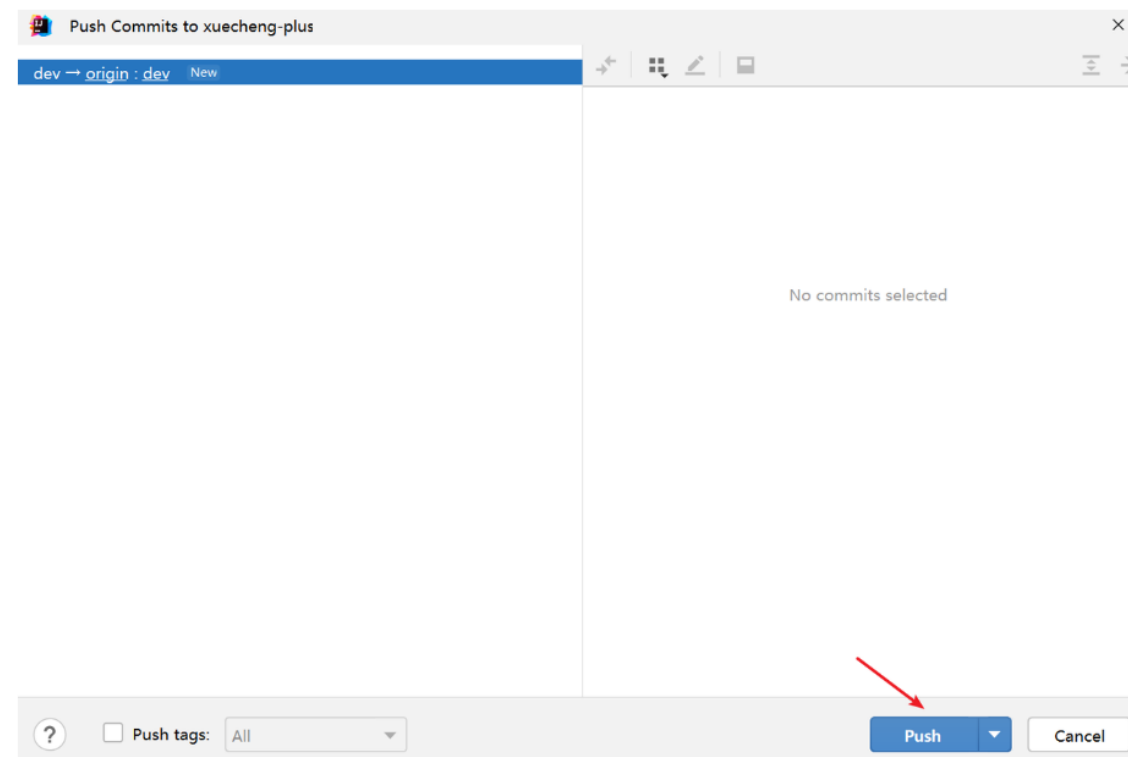 Push Commits to xuecheng-plus
dev → origin : dev New
No commits selected
? Push tags: All Push Cancel